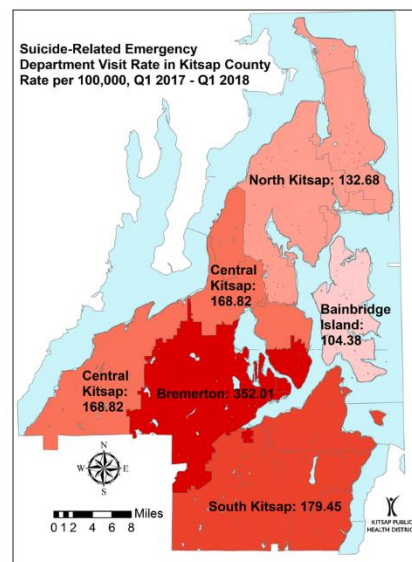 Suicide-Related Emergency
Department Visit Rate in Kitsap County
Rate per 100,000, Q1 2017 - Q1 2018
North Kitsap: 132.68
Central
Kitsap:
168.82
Bainbridge
Island:
104.38
Central
Kitsap:
168.82
Bremerton: 352.01
N
W E
S
Miles
0 1 2 4 6 8
South Kitsap: 179.45
KITSAP PUBLIC
HEALTH DISTRICT